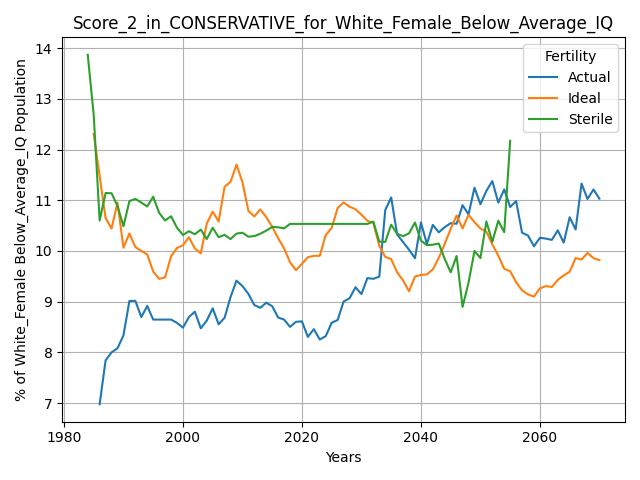 Score_2_in_CONSERVATIVE_for_White_Female_Below_Average_IQ
% of White_Female Below_Average_IQ Population
14
13
12
11
10
9
8
7
Fertility
Actual
Ideal
Sterile
1980
2000
2020
2040
2060
Years